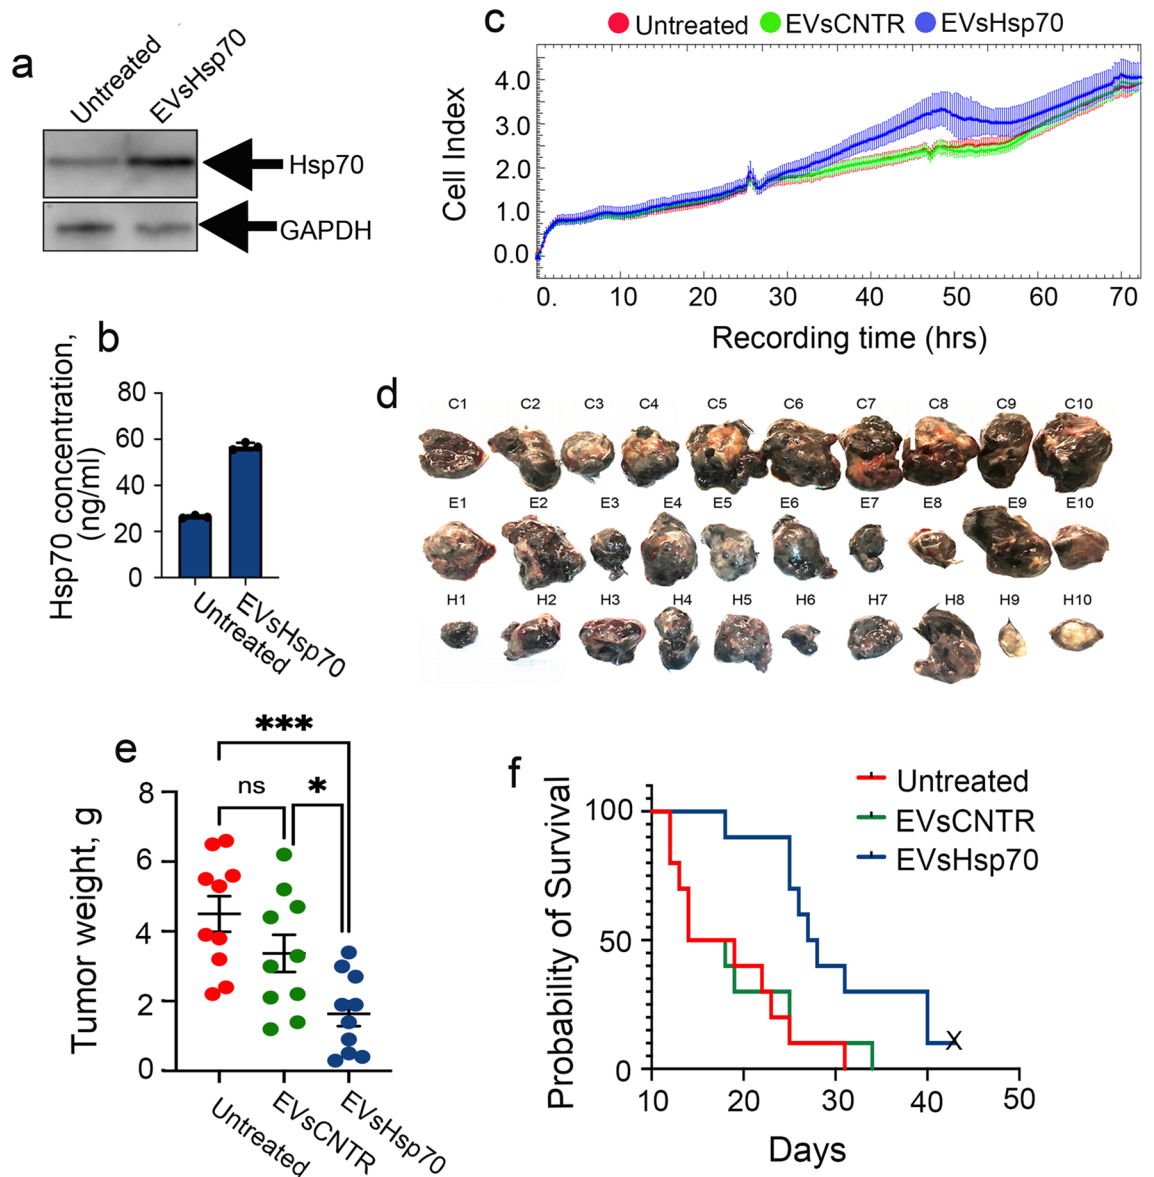 a
Untreated
EVsHsp70
Hsp70
GAPDH
b
Hsp70 concentration,
(ng/ml)
80
60
40
20
0
Untreated
EVsHsp70
c
Untreated EVsCNTR EVsHsp70
Cell Index
4.0
3.0
2.0
1.0
0.0
0. 10 20 30 40 50 60 70
Recording time (hrs)
d
C1 C2 C3 C4 C5 C6 C7 C8 C9 C10
E1 E2 E3 E4 E5 E6 E7 E8 E9 E10
H1 H2 H3 H4 H5 H6 H7 H8 H9 H10
e
***
ns *
Tumor weight, g
8
6
4
2
0
Untreated
EVsCNTR
EVsHsp70
f
Untreated
EVsCNTR
EVsHsp70
Probability of Survival
100
50
0
X
10 20 30 40 50
Days